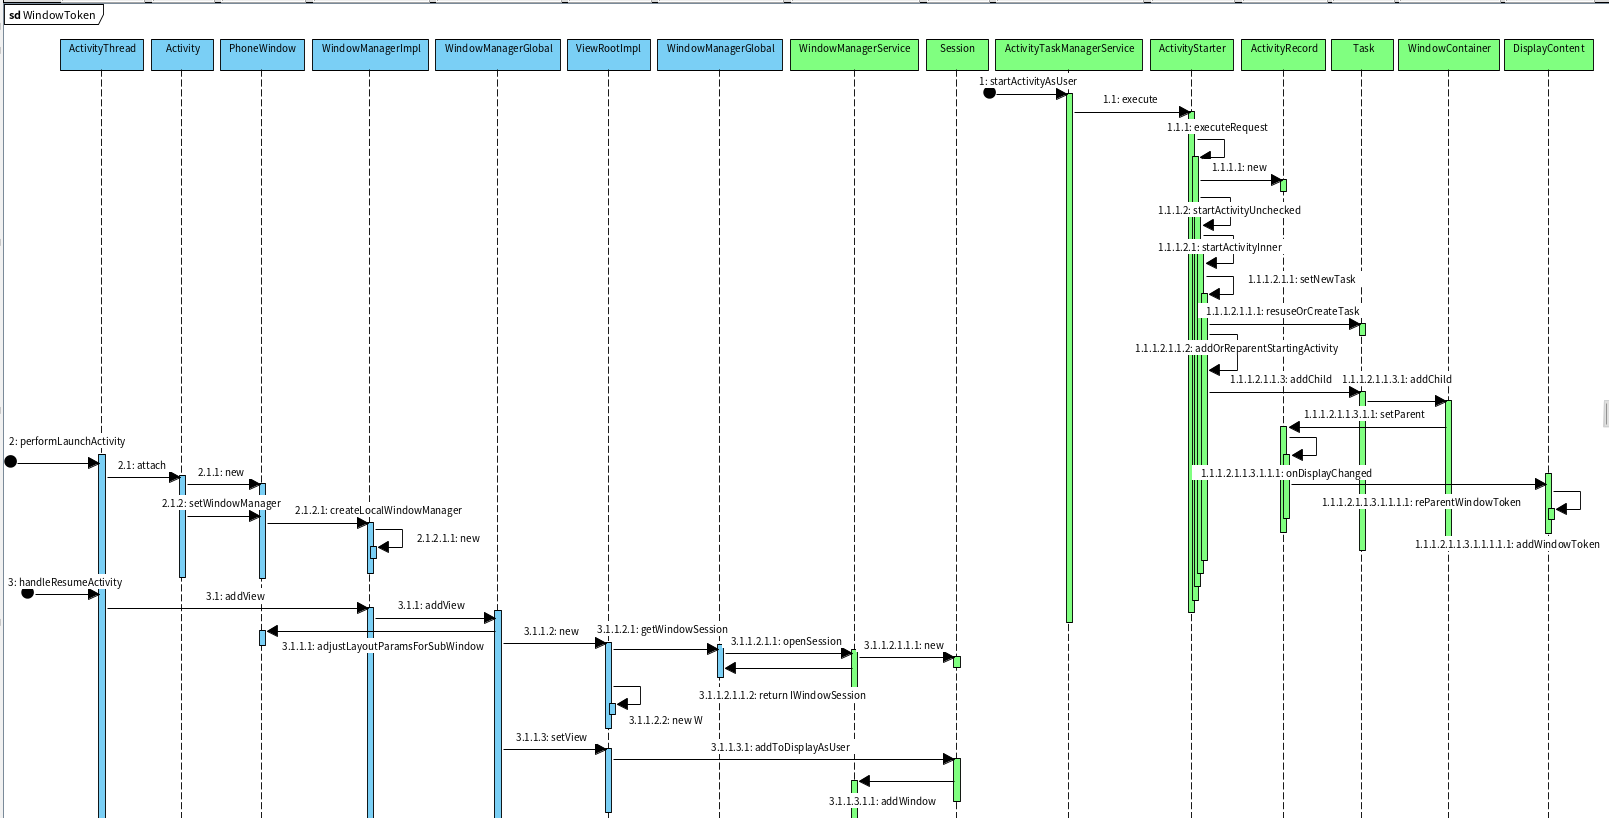 sd WindowToken
ActivityThread
Activity
PhoneWindow
WindowManagerImpl
WindowManagerGlobal
ViewRootImpl
WindowManagerGlobal
WindowManagerService
Session
ActivityTaskManagerService
ActivityStarter
ActivityRecord
Task
WindowContainer
DisplayContent
1: startActivityAsUser
1.1: execute
1.1.1: executeRequest
1.1.1.1: new
1.1.1.2: startActivityUnchecked
1.1.1.2.1: startActivityInner
1.1.1.2.1.1: setNewTask
1.1.1.2.1.1.1: resuseOrCreateTask
1.1.1.2.1.1.2: addOrReparentStartingActivity
1.1.1.2.1.1.3: addChild
1.1.1.2.1.1.3.1: addChild
1.1.1.2.1.1.3.1.1: setParent
1.1.1.2.1.1.3.1.1.1: onDisplayChanged
1.1.1.2.1.1.3.1.1.1.1: reParentWindowToken
1.1.1.2.1.1.3.1.1.1.1.1: addWindowToken
2: performLaunchActivity
2.1: attach
2.1.1: new
2.1.2: setWindowManager
2.1.2.1: createLocalWindowManager
2.1.2.1.1: new
3: handleResumeActivity
3.1: addView
3.1.1: addView
3.1.1.1: adjustLayoutParamsForSubWindow
3.1.1.2: new
3.1.1.2.1: getWindowSession
3.1.1.2.1.1: openSession
3.1.1.2.1.1.1: new
3.1.1.2.1.1.2: return IWindowSession
3.1.1.2.2: new W
3.1.1.3: setView
3.1.1.3.1: addToDisplayAsUser
3.1.1.3.1.1: addWindow